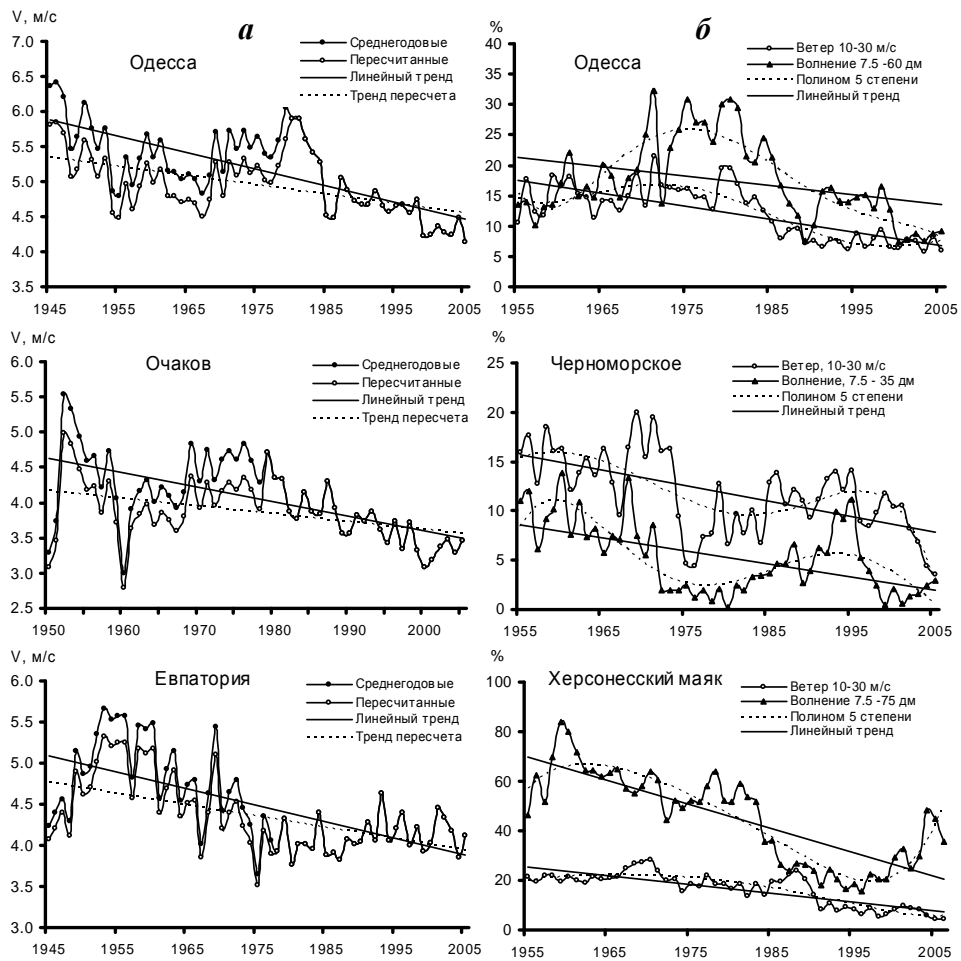 V, м/с
а
7.0
6.5
6.0
5.5
5.0
4.5
4.0
3.5
Одесса
Среднегодовые
Пересчитанные
Линейный тренд
Тренд пересчета
1945 1955 1965 1975 1985 1995 2005
%
б
40
35
30
25
20
15
10
5
0
Одесса
Ветер 10-30 м/с
Волнение 7.5 -60 дм
Полином 5 степени
Линейный тренд
1955 1965 1975 1985 1995 2005
V, м/с
6.0
5.5
5.0
4.5
4.0
3.5
3.0
2.5
Очаков
Среднегодовые
Пересчитанные
Линейный тренд
Тренд пересчета
1950 1960 1970 1980 1990 2000
%
25
20
15
10
5
0
Черноморское
Ветер, 10-30 м/с
Волнение, 7.5 - 35 дм
Полином 5 степени
Линейный тренд
1955 1965 1975 1985 1995 2005
V, м/с
6.0
5.5
5.0
4.5
4.0
3.5
3.0
Евпатория
Среднегодовые
Пересчитанные
Линейный тренд
Тренд пересчета
1945 1955 1965 1975 1985 1995 2005
%
100
80
60
40
20
0
Херсонесский маяк
Ветер 10-30 м/с
Волнение 7.5 -75 дм
Полином 5 степени
Линейный тренд
1955 1965 1975 1985 1995 2005